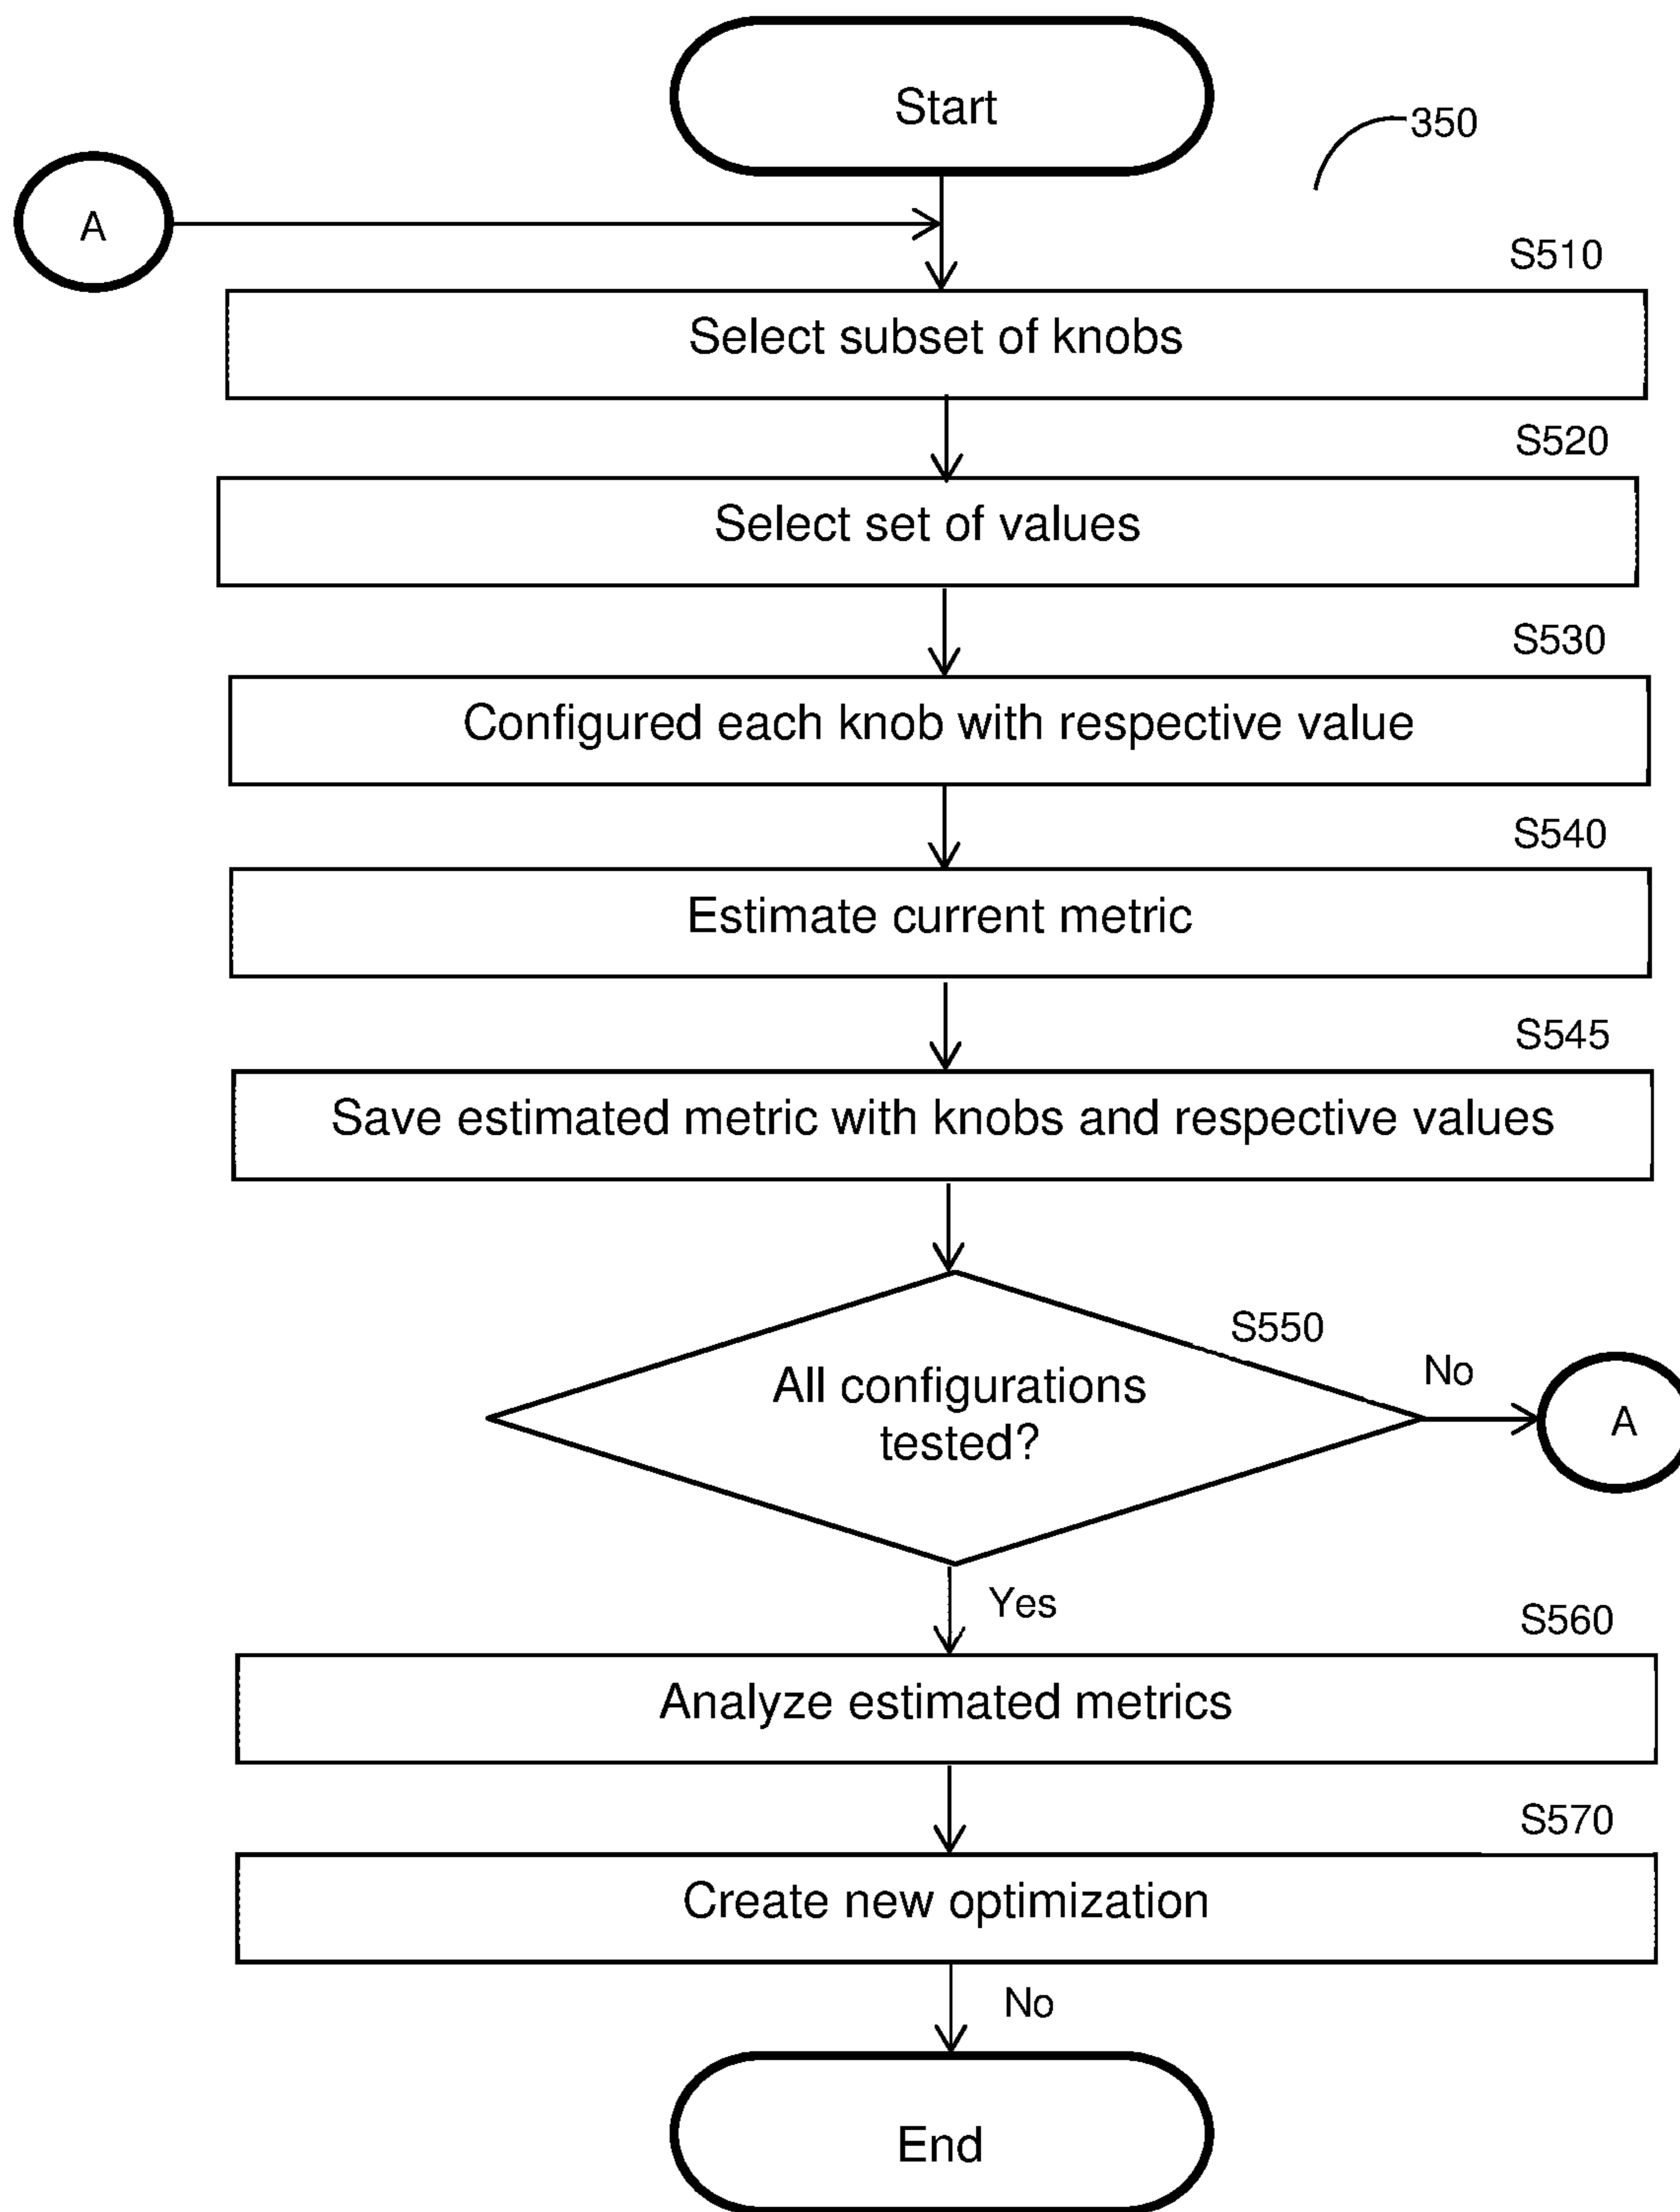 Start
350
A
S510
Select subset of knobs
S520
Select set of values
S530
Configured each knob with respective value
S540
Estimate current metric
S545
Save estimated metric with knobs and respective values
S550
All configurations
tested?
No
A
Yes
S560
Analyze estimated metrics
S570
Create new optimization
No
End